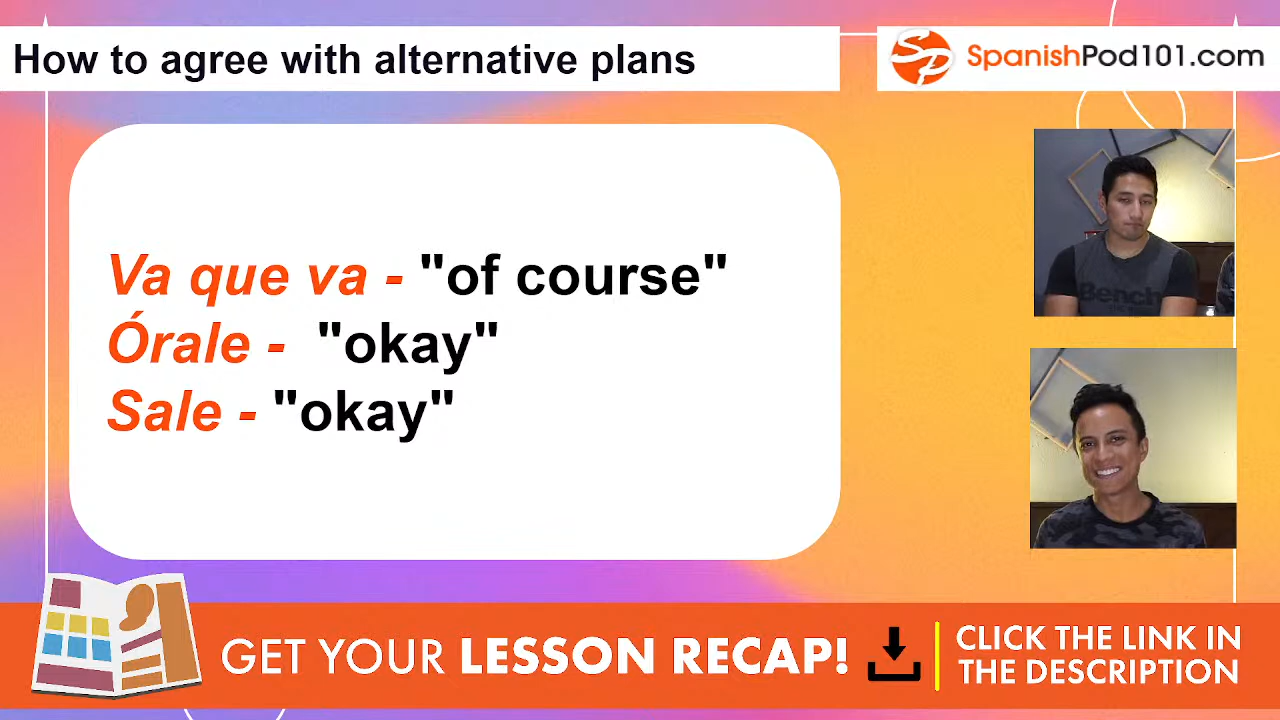 How to agree with alternative plans
SP SpanishPod101.com
Va que va - "of course"
Órale - "okay"
Sale - "okay"
Bench
GET YOUR LESSON RECAP!
CLICK THE LINK IN
THE DESCRIPTION